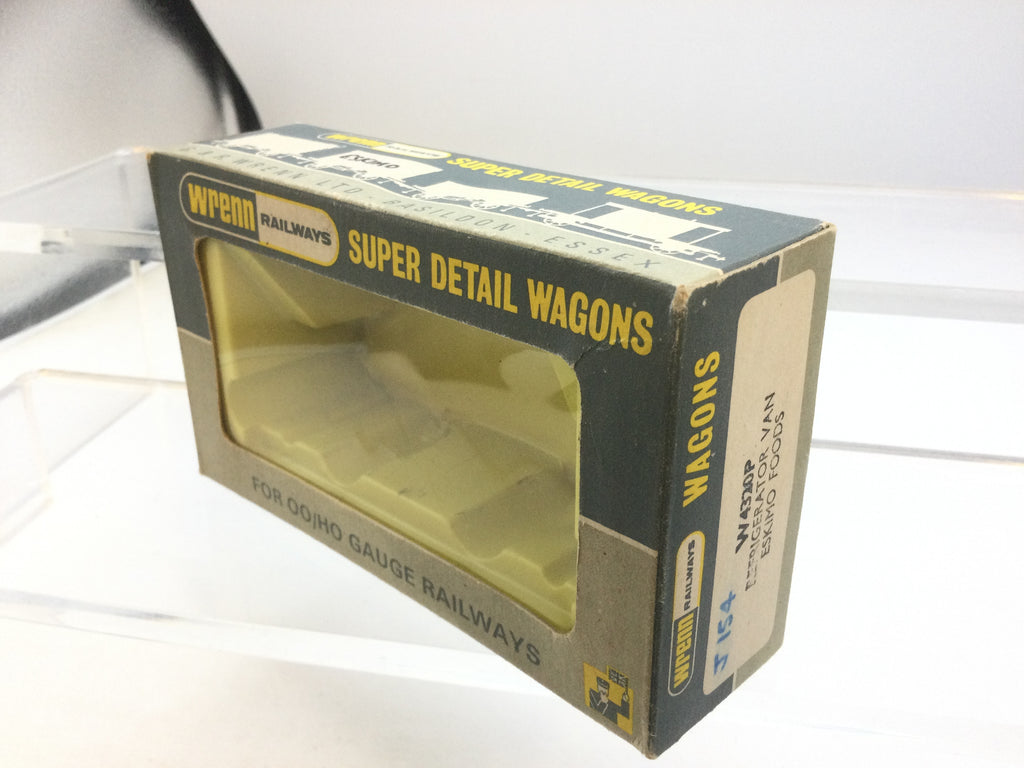 wrenn RAILWAYS SUPER DETAIL WAGONS
ESKIMO
WRENN LTD · BASILDON · ESSEX
wrenn RAILWAYS
SUPER DETAIL WAGONS
FOR OO/HO GAUGE RAILWAYS
wrenn RAILWAYS WAGONS
W4320P
REFRIGERATOR VAN
ESKIMO FOODS
J 154